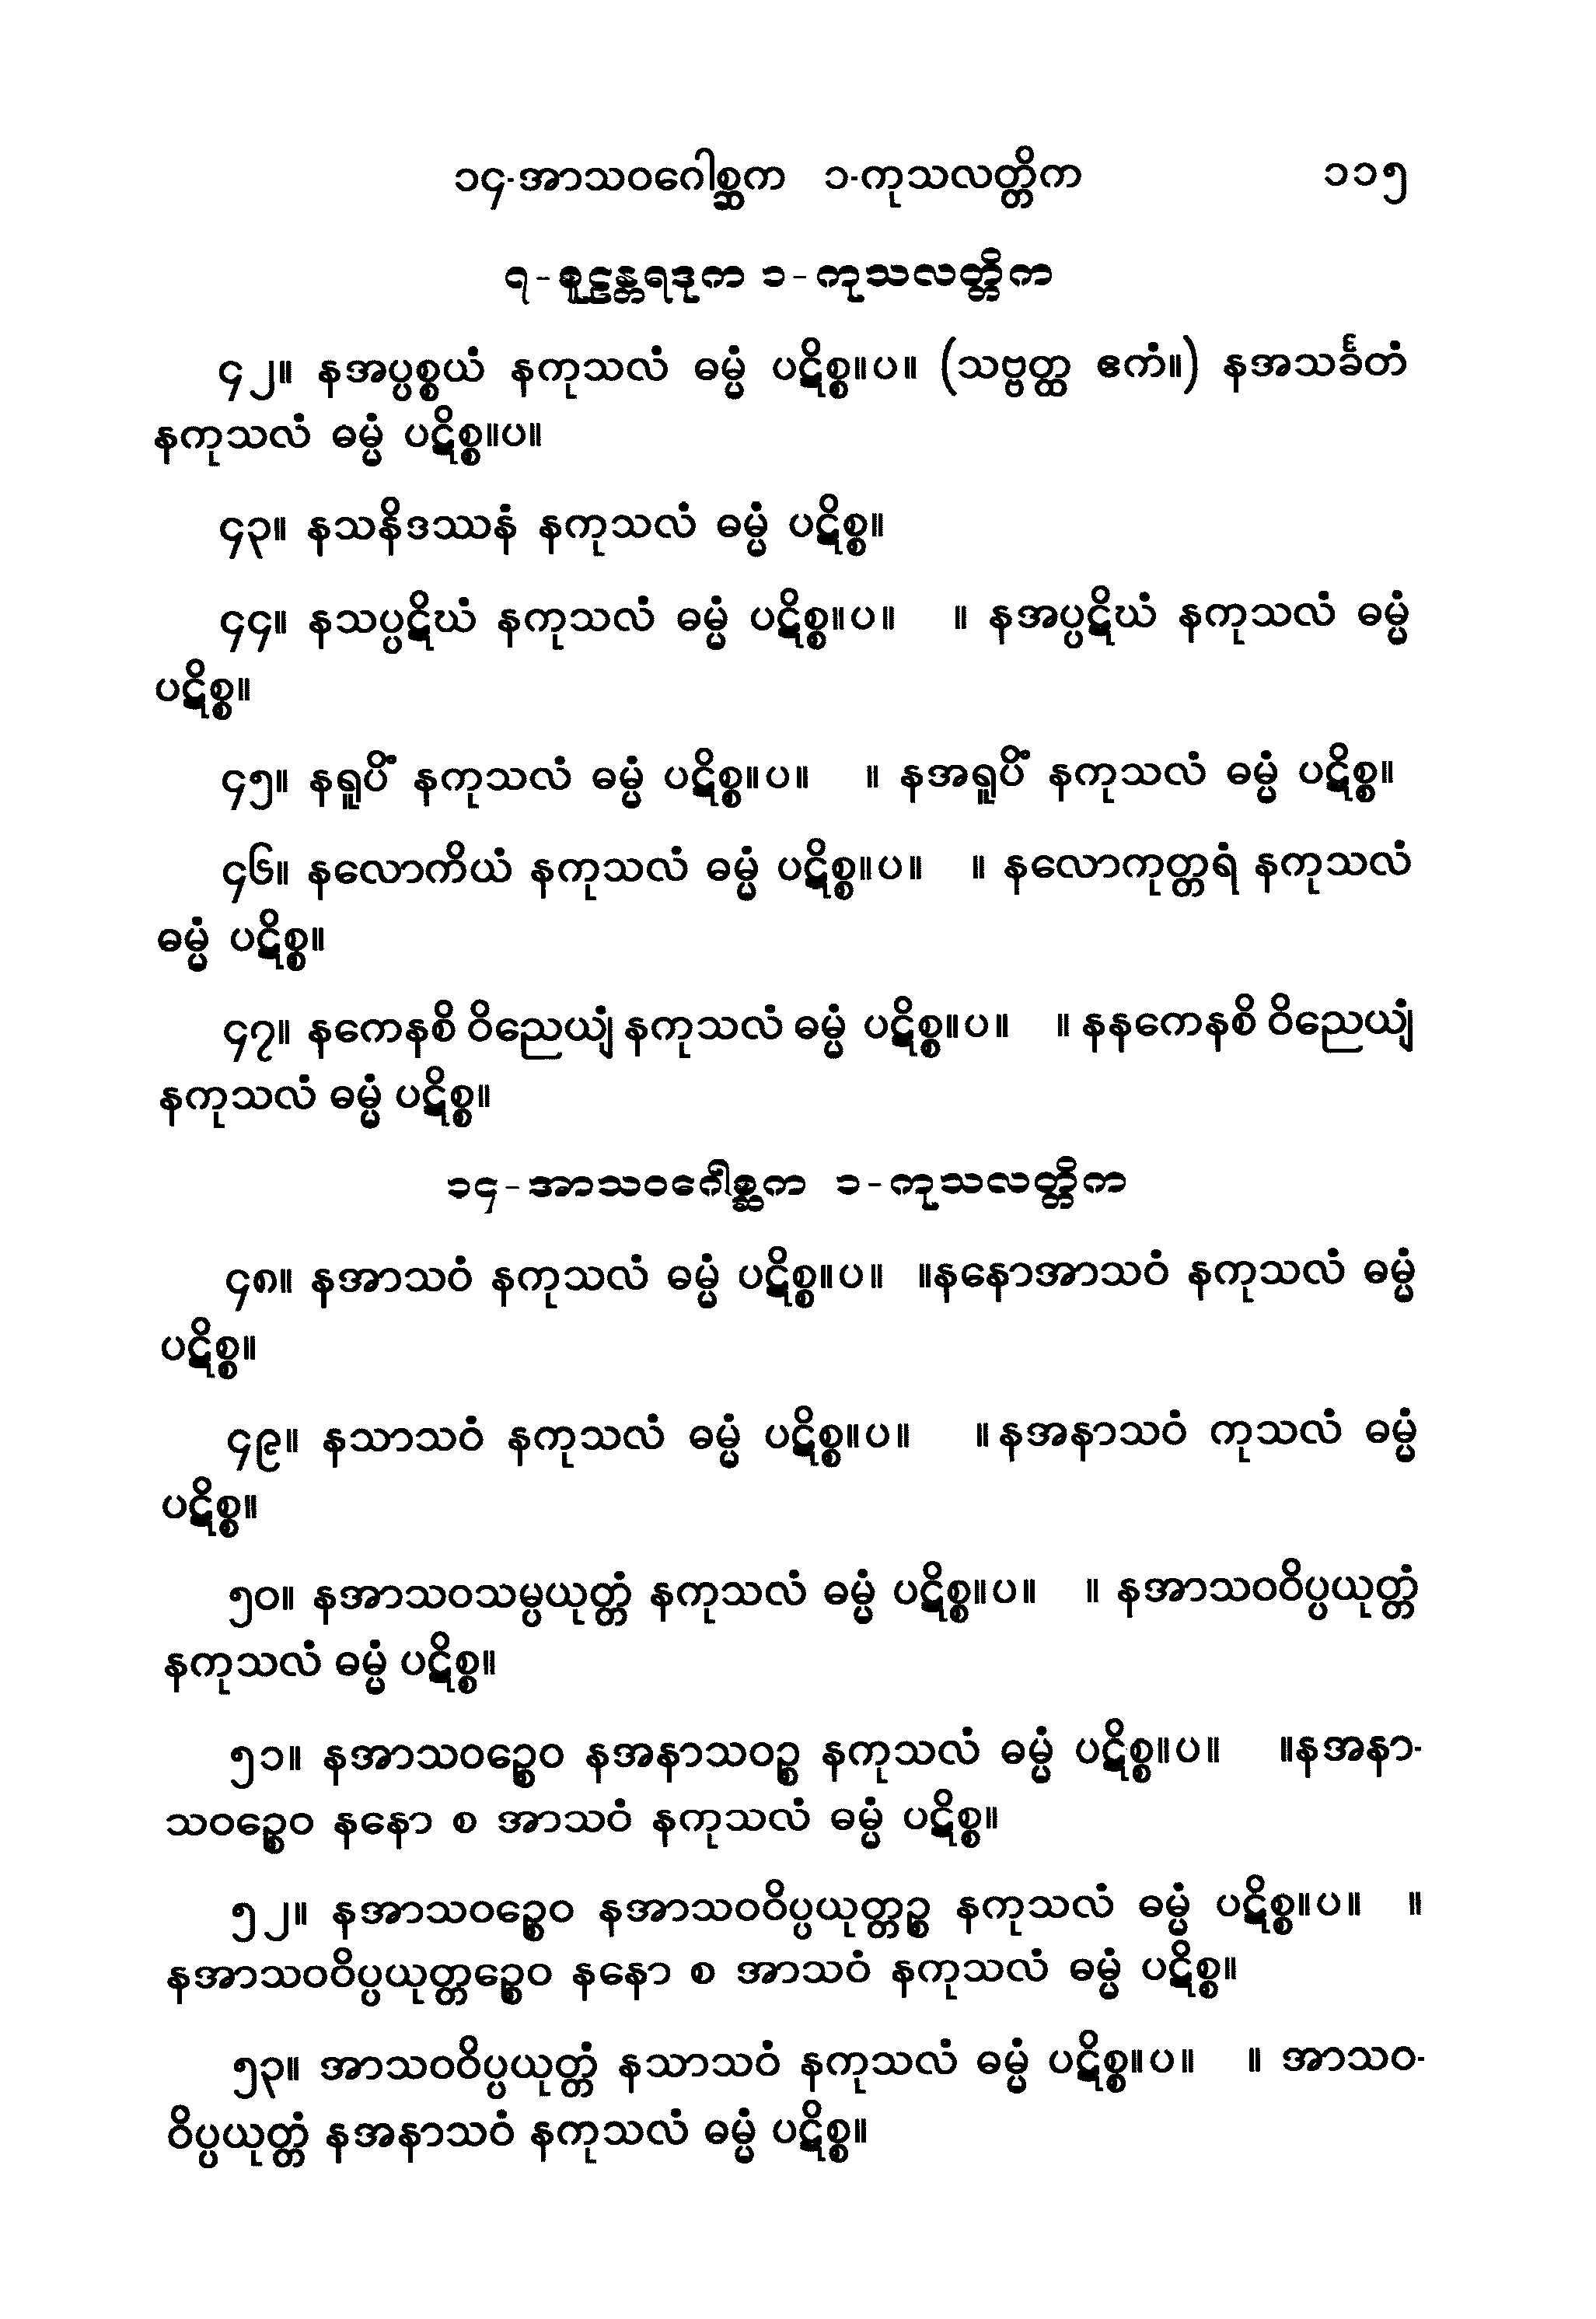 ၁၄-အာသဝဂေါစ္ဆက ၁-ကုသလတ္တိက ၁၁၅
၇-စူဠန္တရဒုက ၁-ကုသလတ္တိက
၄၂။ နအပ္ပစ္စယံ နကုသလံ ဓမ္မံ ပဋိစ္စ။ပ။ (သဗ္ဗတ္ထ ဧကံ။) နအသင်္ခတံ
နကုသလံ ဓမ္မံ ပဋိစ္စ။ပ။
၄၃။ နသနိဒဿနံ နကုသလံ ဓမ္မံ ပဋိစ္စ။
၄၄။ နသပ္ပဋိဃံ နကုသလံ ဓမ္မံ ပဋိစ္စ။ပ။ ။ နအပ္ပဋိဃံ နကုသလံ ဓမ္မံ
ပဋိစ္စ။
၄၅။ နရူပိံ နကုသလံ ဓမ္မံ ပဋိစ္စ။ပ။ ။ နအရူပိံ နကုသလံ ဓမ္မံ ပဋိစ္စ။
၄၆။ နလောကိယံ နကုသလံ ဓမ္မံ ပဋိစ္စ။ပ။ ။ နလောကုတ္တရံ နကုသလံ
ဓမ္မံ ပဋိစ္စ။
၄၇။ နကေနစိ ဝိညေယျံ နကုသလံ ဓမ္မံ ပဋိစ္စ။ပ။ ။ နနကေနစိ ဝိညေယျံ
နကုသလံ ဓမ္မံ ပဋိစ္စ။
၁၄-အာသဝဂေါစ္ဆက ၁-ကုသလတ္တိက
၄၈။ နအာသဝံ နကုသလံ ဓမ္မံ ပဋိစ္စ။ပ။ ။နနောအာသဝံ နကုသလံ ဓမ္မံ
ပဋိစ္စ။
၄၉။ နသာသဝံ နကုသလံ ဓမ္မံ ပဋိစ္စ။ပ။ ။နအနာသဝံ ကုသလံ ဓမ္မံ
ပဋိစ္စ။
၅၀။ နအာသဝသမ္ပယုတ္တံ နကုသလံ ဓမ္မံ ပဋိစ္စ။ပ။ ။ နအာသဝဝိပ္ပယုတ္တံ
နကုသလံ ဓမ္မံ ပဋိစ္စ။
၅၁။ နအာသဝဉ္စေဝ နအနာသဝဉ္စ နကုသလံ ဓမ္မံ ပဋိစ္စ။ပ။ ။နအနာ-
သဝဉ္စေဝ နနော စ အာသဝံ နကုသလံ ဓမ္မံ ပဋိစ္စ။
၅၂။ နအာသဝဉ္စေဝ နအာသဝဝိပ္ပယုတ္တဉ္စ နကုသလံ ဓမ္မံ ပဋိစ္စ။ပ။ ။
နအာသဝဝိပ္ပယုတ္တဉ္စေဝ နနော စ အာသဝံ နကုသလံ ဓမ္မံ ပဋိစ္စ။
၅၃။ အာသဝဝိပ္ပယုတ္တံ နသာသဝံ နကုသလံ ဓမ္မံ ပဋိစ္စ။ပ။ ။ အာသဝ-
ဝိပ္ပယုတ္တံ နအနာသဝံ နကုသလံ ဓမ္မံ ပဋိစ္စ။